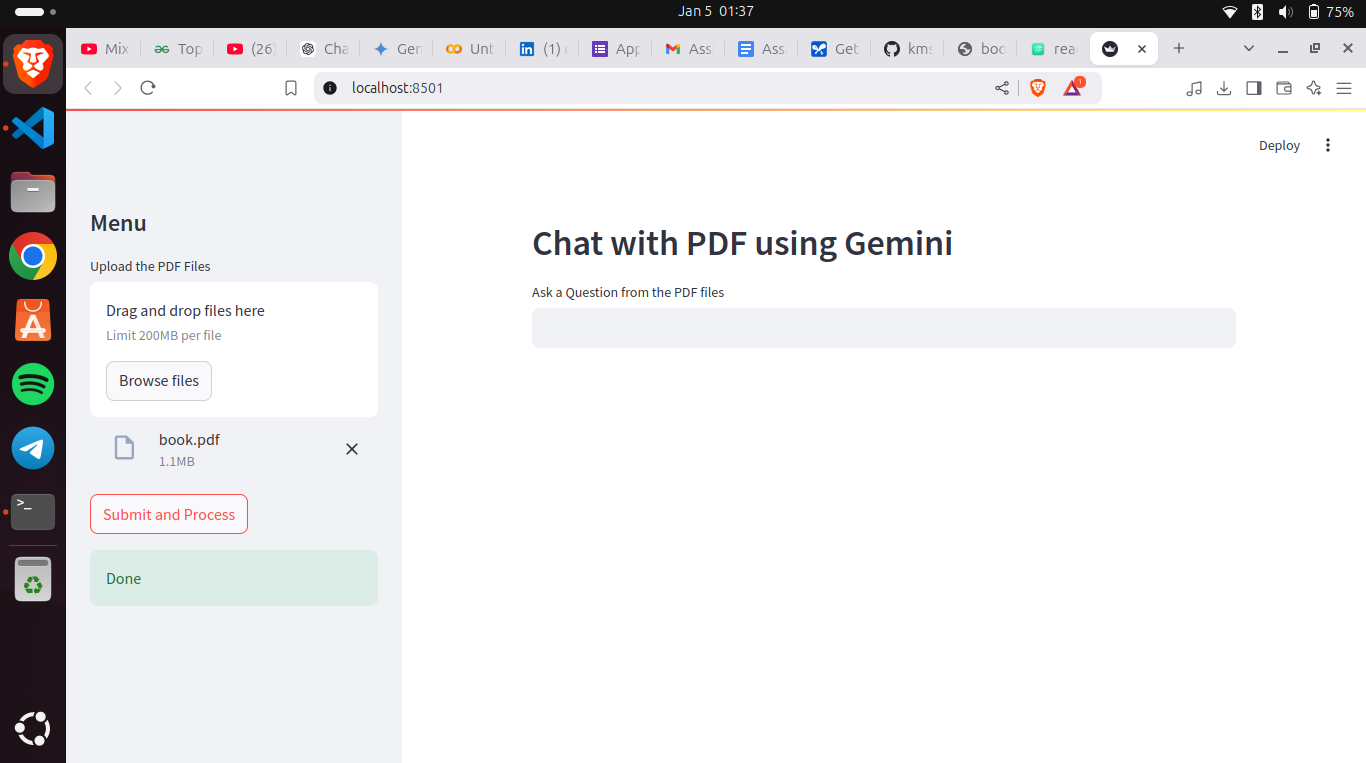 Jan 5 01:37
75%
Mix
Top
(26)
Cha
Gen
Unt
(1)
App
Ass
Ass
Get
kms
boo
rea
localhost:8501
1
Deploy
Menu
Upload the PDF Files
Drag and drop files here
Limit 200MB per file
Browse files
book.pdf
1.1MB
Submit and Process
Done
Chat with PDF using Gemini
Ask a Question from the PDF files